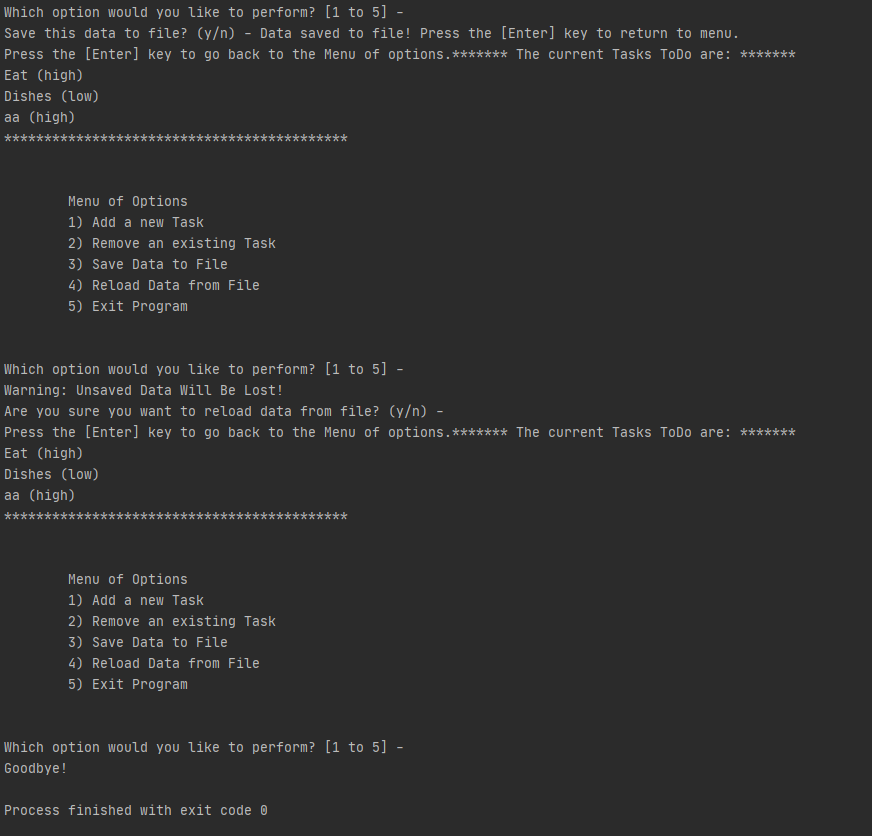 Which option would you like to perform? [1 to 5] –
Save this data to file? (y/n) – Data saved to file! Press the [Enter] key to return to menu.
Press the [Enter] key to go back to the Menu of options.******* The current Tasks ToDo are: *******
Eat (high)
Dishes (low)
aa (high)
*******************************************
Menu of Options
1) Add a new Task
2) Remove an existing Task
3) Save Data to File
4) Reload Data from File
5) Exit Program
Which option would you like to perform? [1 to 5] –
Warning: Unsaved Data Will Be Lost!
Are you sure you want to reload data from file? (y/n) –
Press the [Enter] key to go back to the Menu of options.******* The current Tasks ToDo are: *******
Eat (high)
Dishes (low)
aa (high)
*******************************************
Menu of Options
1) Add a new Task
2) Remove an existing Task
3) Save Data to File
4) Reload Data from File
5) Exit Program
Which option would you like to perform? [1 to 5] –
Goodbye!
Process finished with exit code 0